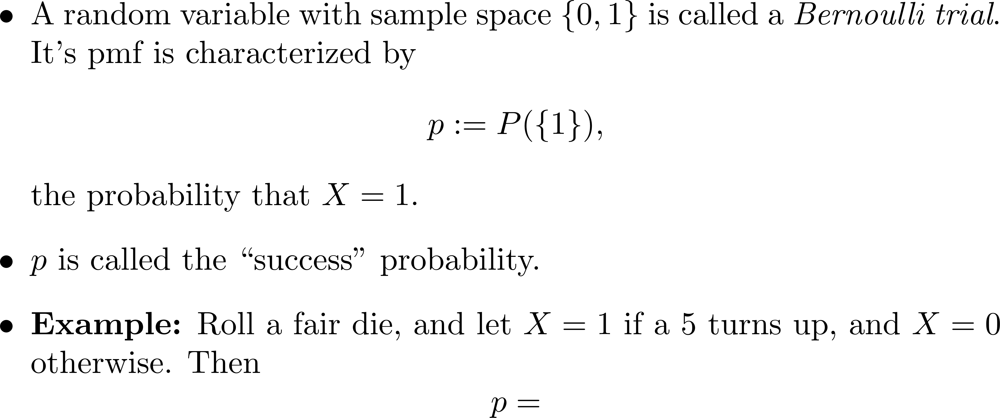 • A random variable with sample space {0, 1} is called a Bernoulli trial.
It's pmf is characterized by
p := P({1}),
the probability that X = 1.
• p is called the “success” probability.
• Example: Roll a fair die, and let X = 1 if a 5 turns up, and X = 0
otherwise. Then
p =